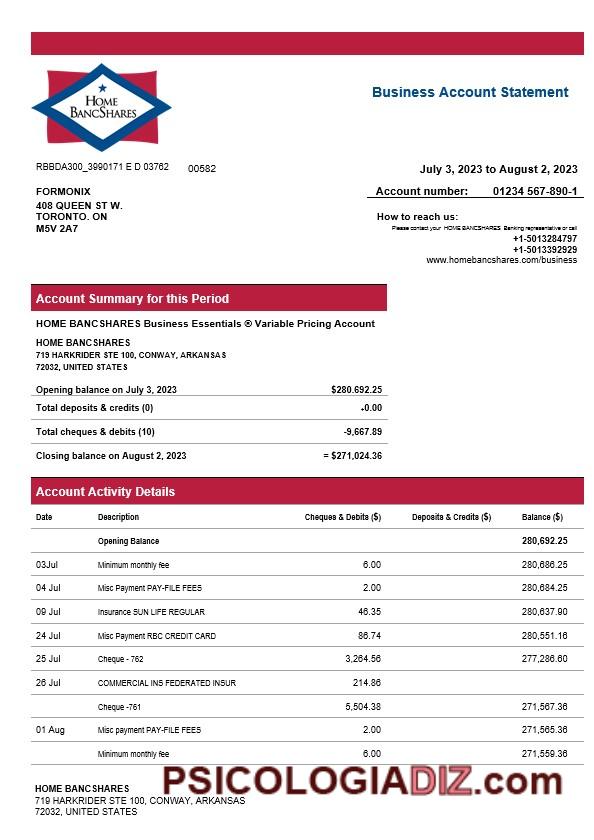 HOME
BANCSHARES
Business Account Statement
RBBDA300_3990171 E D 03762 00582
July 3, 2023 to August 2, 2023
FORMONIX
408 QUEEN ST W.
TORONTO. ON
M5V 2A7
Account number: 01234 567-890-1
How to reach us:
Please contact your HOME BANCSHARES Banking representative or call
+1-5013284797
+1-5013392929
www.homebancshares.com/business
Account Summary for this Period
HOME BANCSHARES Business Essentials ® Variable Pricing Account
HOME BANCSHARES
719 HARKRIDER STE 100, CONWAY, ARKANSAS
72032, UNITED STATES
Opening balance on July 3, 2023 $280.692.25
Total deposits & credits (0) +0.00
Total cheques & debits (10) -9,667.89
Closing balance on August 2, 2023 = $271,024.36
Account Activity Details
Date Description Cheques & Debits ($) Deposits & Credits ($) Balance ($)
Opening Balance 280,692.25
03Jul Minimum monthly fee 6.00 280,686.25
04 Jul Misc Payment PAY-FILE FEES 2.00 280,684.25
09 Jul Insurance SUN LIFE REGULAR 46.35 280,637.90
24 Jul Misc Payment RBC CREDIT CARD 86.74 280,551.16
25 Jul Cheque - 762 3,264.56 277,286.60
26 Jul COMMERCIAL INS FEDERATED INSUR 214.86
Cheque -761 5,504.38 271,567.36
01 Aug Misc payment PAY-FILE FEES 2.00 271,565.36
Minimum monthly fee 6.00 271,559.36
HOME BANCSHARES
719 HARKRIDER STE 100, CONWAY, ARKANSAS
72032, UNITED STATES
PSICOLOGIADIZ.com